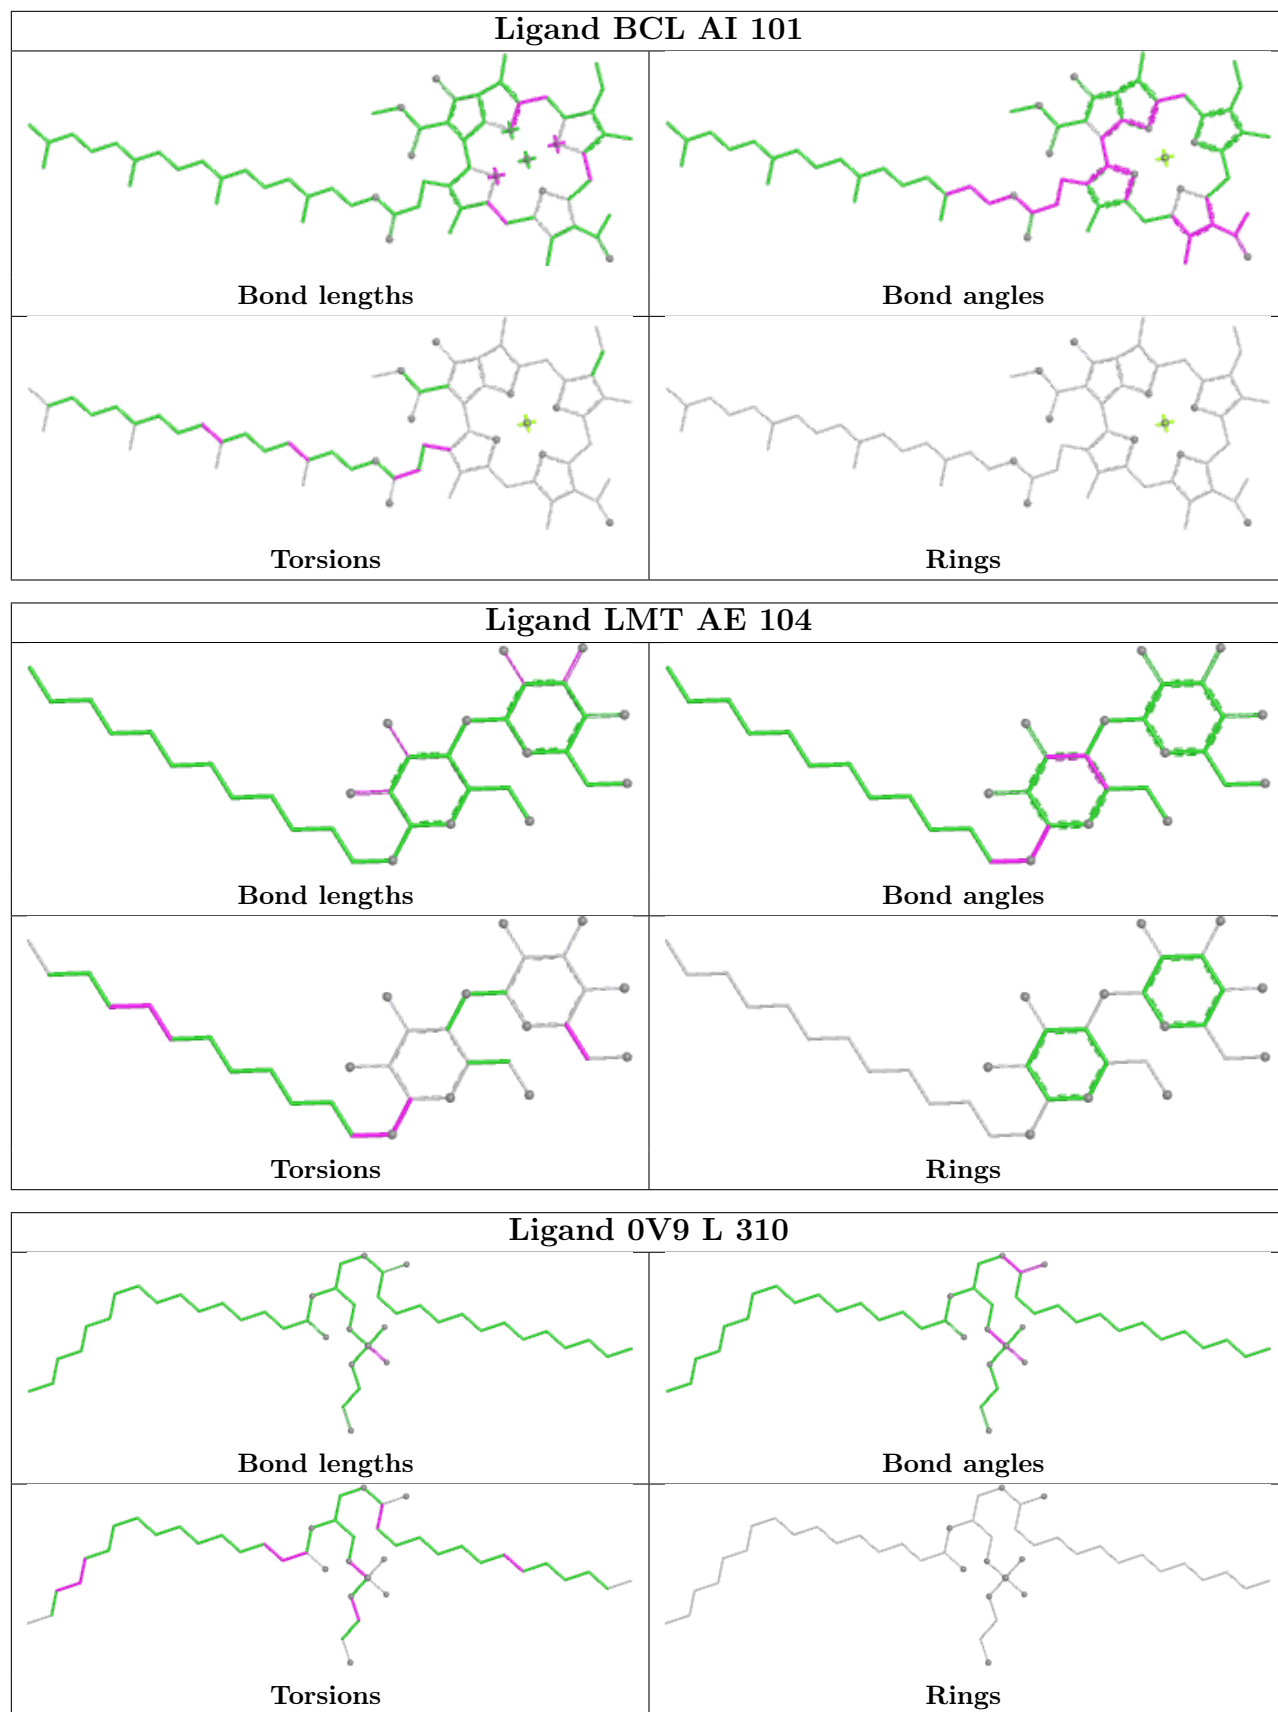 Ligand BCL AI 101
Bond lengths
Bond angles
Torsions
Rings
Ligand LMT AE 104
Bond lengths
Bond angles
Torsions
Rings
Ligand 0V9 L 310
Bond lengths
Bond angles
Torsions
Rings